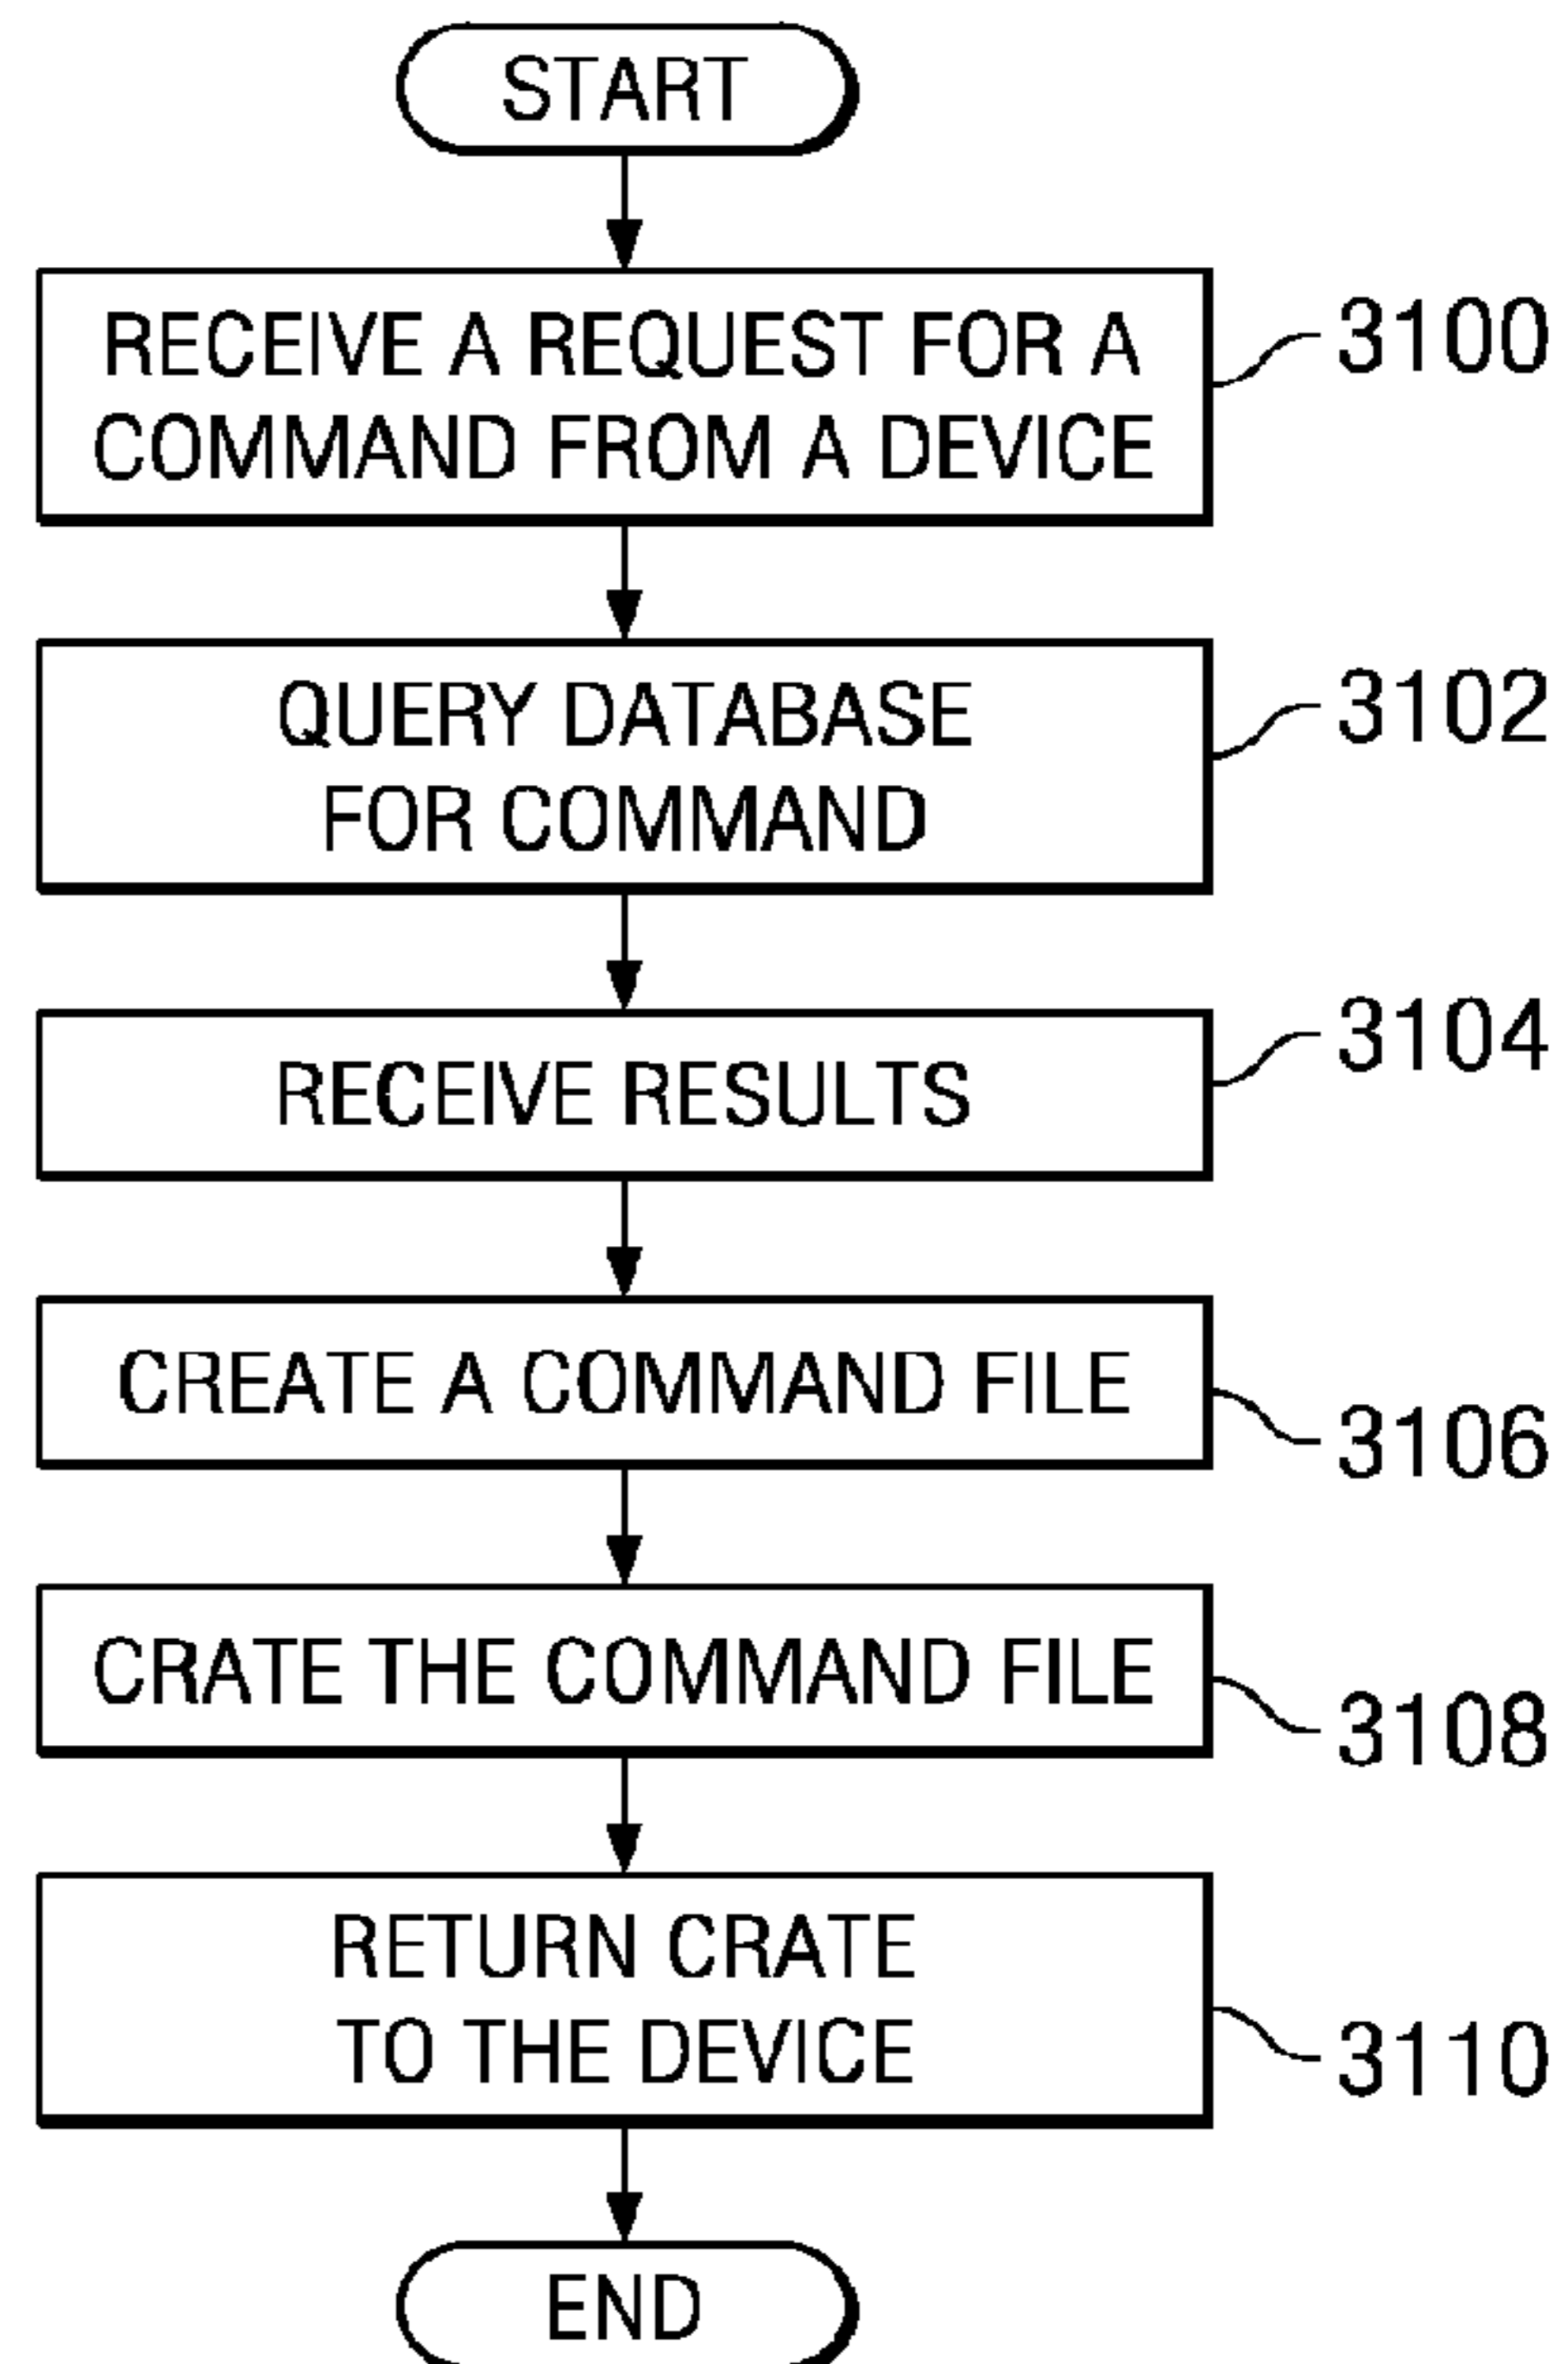 START
RECEIVE A REQUEST FOR A
COMMAND FROM A DEVICE
3100
QUERY DATABASE
FOR COMMAND
3102
RECEIVE RESULTS
3104
CREATE A COMMAND FILE
3106
CRATE THE COMMAND FILE
3108
RETURN CRATE
TO THE DEVICE
3110
END